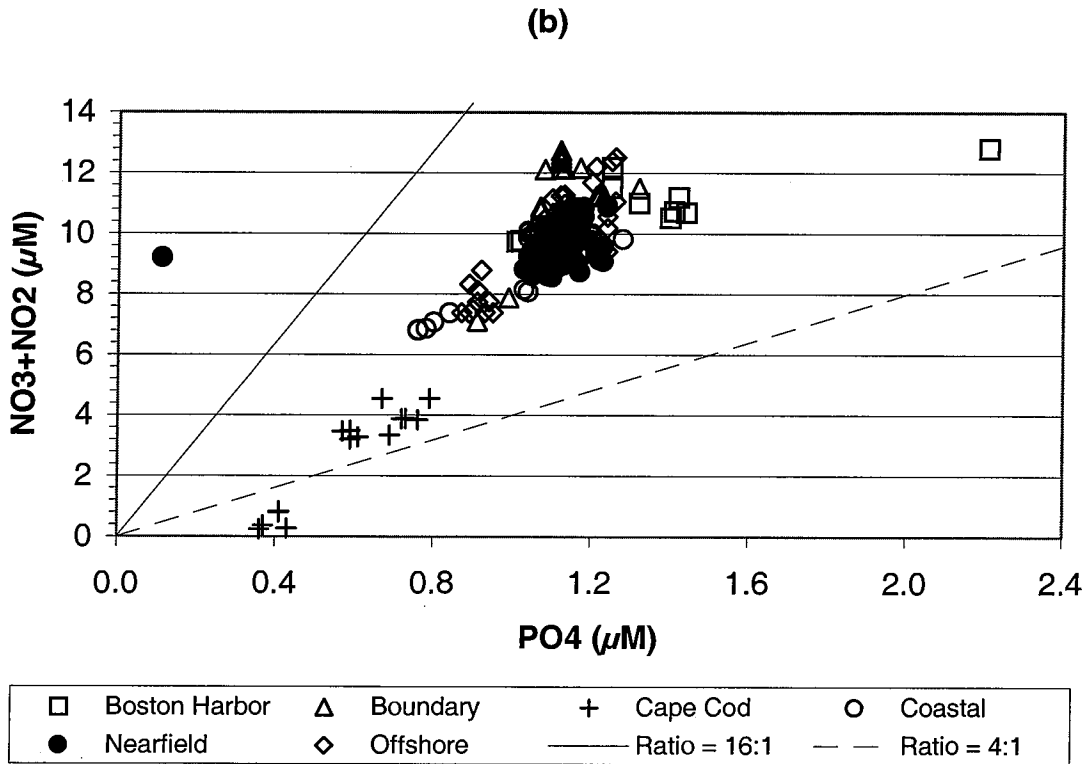 (b)
14
12
10
8
6
4
2
0
NO3+NO2 (µM)
0.0 0.4 0.8 1.2 1.6 2.0 2.4
PO4 (µM)
Boston Harbor Boundary Cape Cod Coastal
Nearfield Offshore Ratio = 16:1 Ratio = 4:1